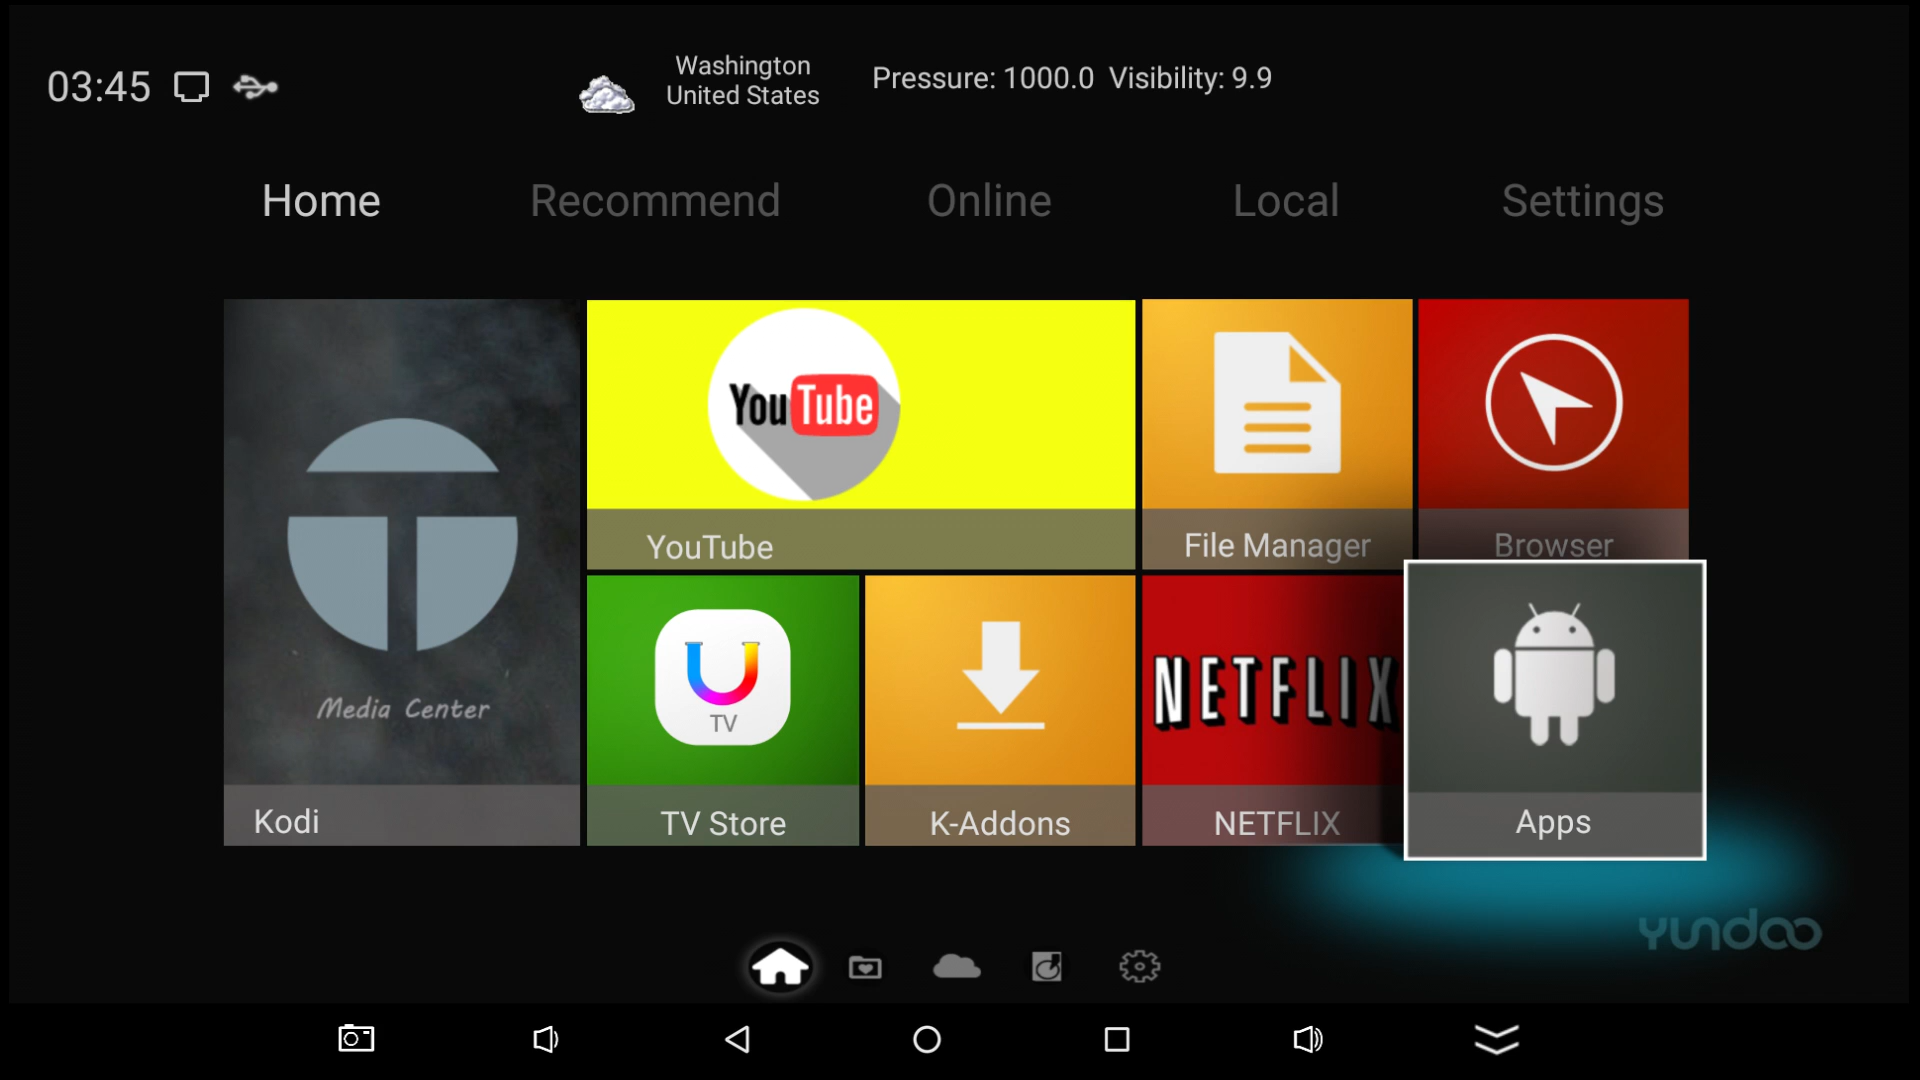 03:45
Washington
United States
Pressure: 1000.0 Visibility: 9.9
Home
Recommend
Online
Local
Settings
YouTube
YouTube
File Manager
Browser
Media Center
Kodi
TV
TV Store
K-Addons
NETFLIX
NETFLIX
Apps
yundoo